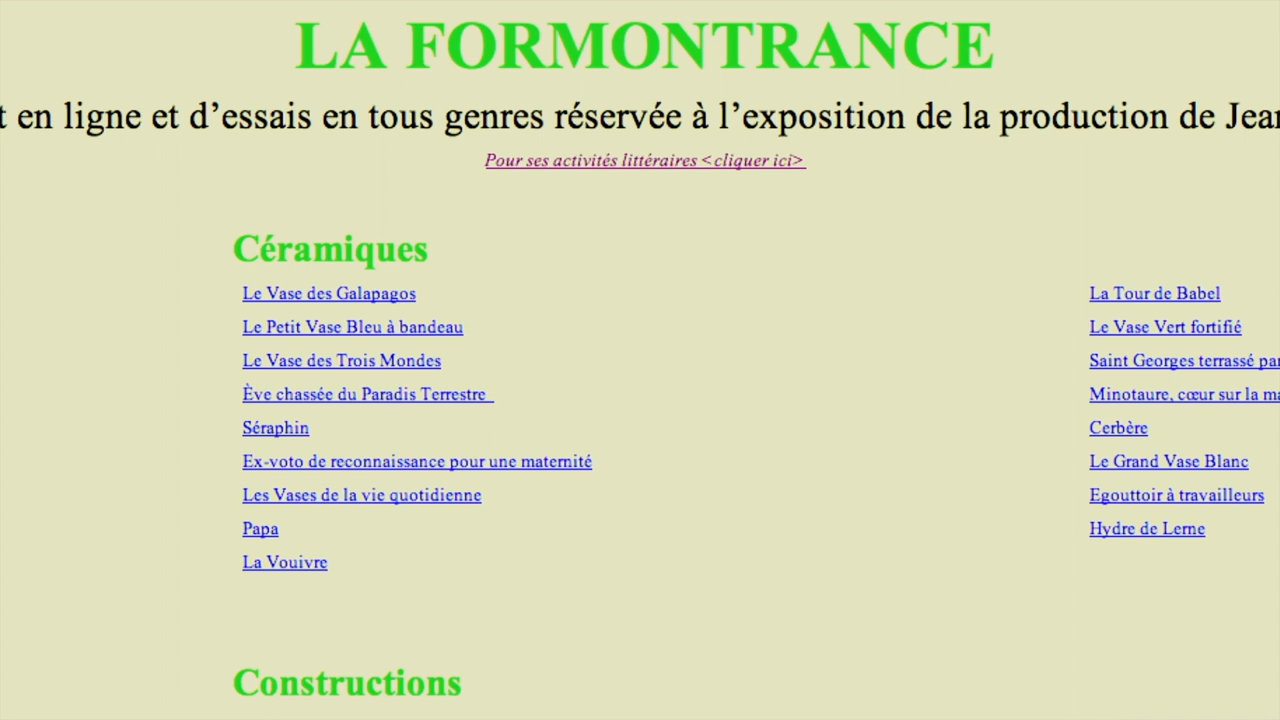 LA FORMONTRANCE
t en ligne et d’essais en tous genres réservée à l’exposition de la production de Jean
Pour ses activités littéraires <cliquer ici>
Céramiques
Le Vase des Galapagos
Le Petit Vase Bleu à bandeau
Le Vase des Trois Mondes
Ève chassée du Paradis Terrestre
Séraphin
Ex-voto de reconnaissance pour une maternité
Les Vases de la vie quotidienne
Papa
La Vouivre
La Tour de Babel
Le Vase Vert fortifié
Saint Georges terrassé par
Minotaure, cœur sur la ma
Cerbère
Le Grand Vase Blanc
Egouttoir à travailleurs
Hydre de Lerne
Constructions